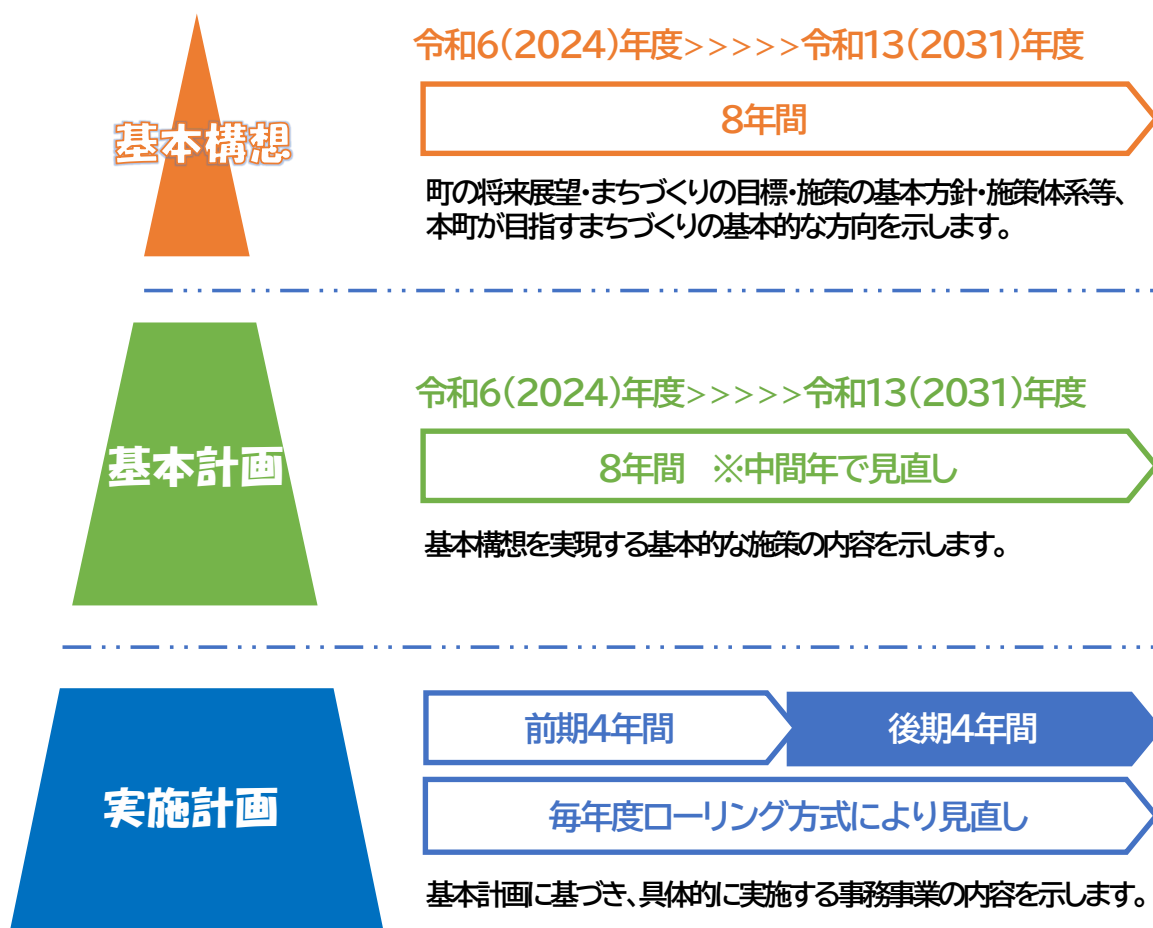 令和6(2024)年度>>>>>令和13(2031)年度
8年間
基本構想
町の将来展望・まちづくりの目標・施策の基本方針・施策体系等、
本町が目指すまちづくりの基本的な方向を示します。
令和6(2024)年度>>>>>令和13(2031)年度
基本計画
8年間 ※中間年で見直し
基本構想を実現する基本的な施策の内容を示します。
前期4年間 後期4年間
実施計画
毎年度ローリング方式により見直し
基本計画に基づき、具体的に実施する事務事業の内容を示します。